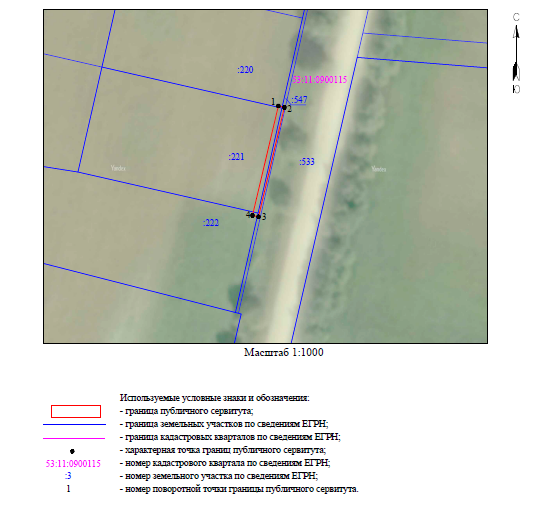 С
:220
53:11:0900115
:547
1
2
:221
:533
Yandex
Yandex
4
3
:222
Ю
Масштаб 1:1000
Используемые условные знаки и обозначения:
- граница публичного сервитута;
- граница земельных участков по сведениям ЕГРН;
- граница кадастровых кварталов по сведениям ЕГРН;
- характерная точка границ публичного сервитута;
53:11:0900115 - номер кадастрового квартала по сведениям ЕГРН;
:3 - номер земельного участка по сведениям ЕГРН;
1 - номер поворотной точки границы публичного сервитута.